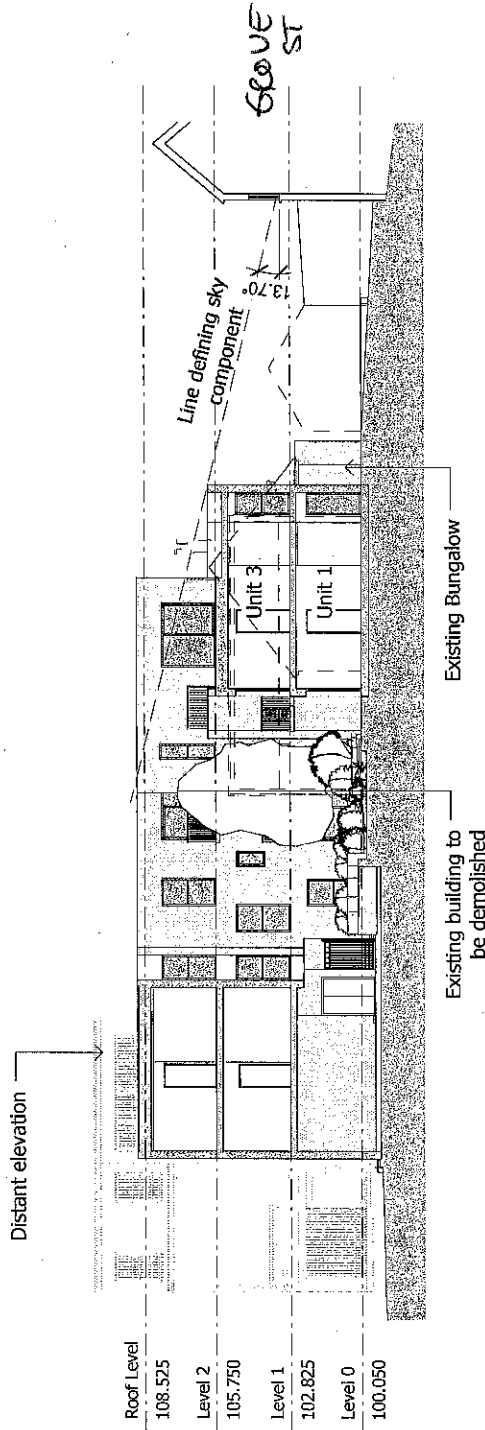 Distant elevation
Roof Level
108.525
Level 2
105.750
Level 1
102.825
Level 0
100.050
Existing building to
be demolished
Existing Bungalow
Unit 3
Unit 1
Line defining sky
component
13.70°
GROVE
ST